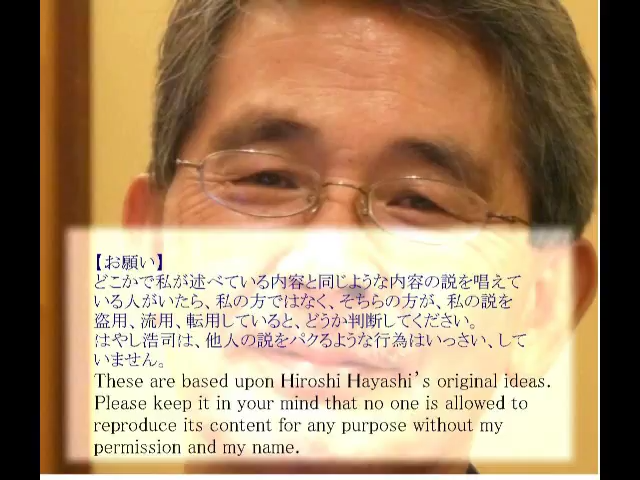 【お願い】
どこかで私が述べている内容と同じような内容の説を唱えて
いる人がいたら、私の方ではなく、そちらの方が、私の説を
盗用、流用、転用していると、どうか判断してください。
はやし浩司は、他人の説をパクるような行為はいっさい、して
いません。
These are based upon Hiroshi Hayashi's original ideas.
Please keep it in your mind that no one is allowed to
reproduce its content for any purpose without my
permission and my name.